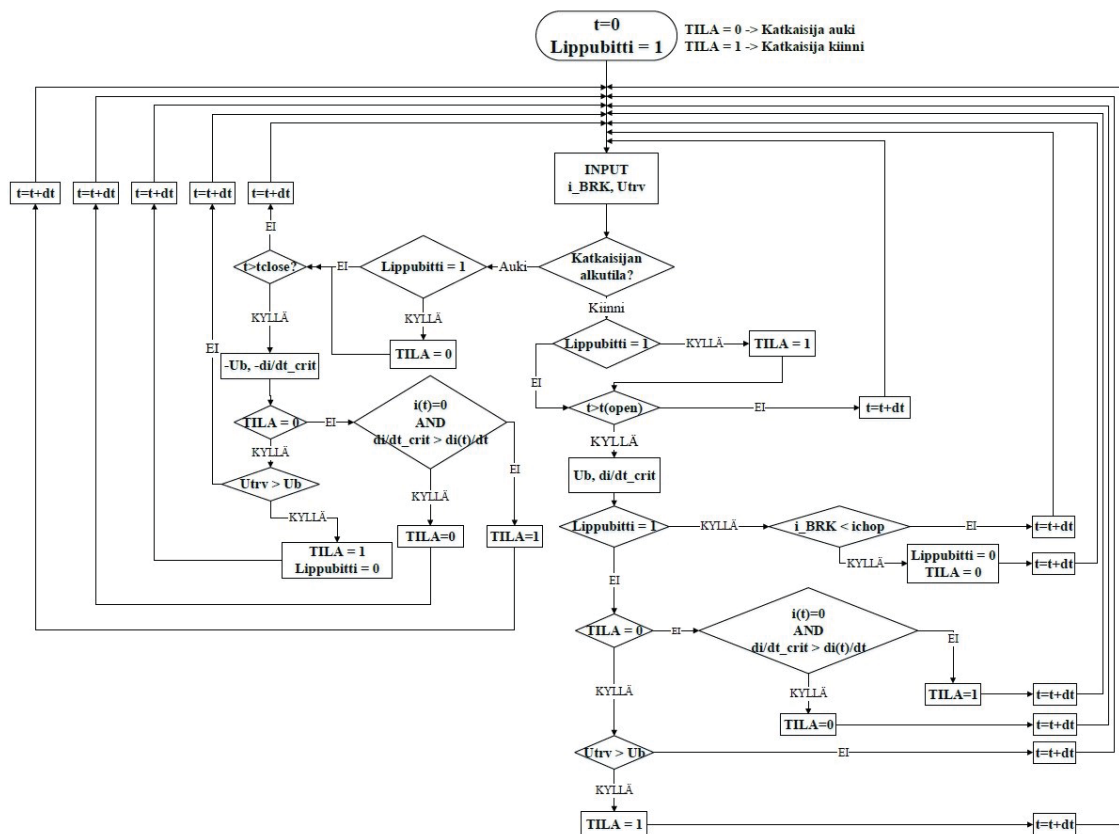 t=0
Lippubitti = 1
TILA = 0 -> Katkaisija auki
TILA = 1 -> Katkaisija kiinni
INPUT
i_BRK, Utrv
t=t+dt
t=t+dt
t=t+dt
t=t+dt
t=t+dt
EI
t>tclose?
EI
Lippubitti = 1
Auki
Katkaisijan
alkutila?
Kiinni
KYLLÄ
KYLLÄ
TILA = 0
EI
-Ub, -di/dt_crit
Lippubitti = 1
KYLLÄ
TILA = 1
EI
t>t(open)
EI
t=t+dt
KYLLÄ
i(t)=0
AND
di/dt_crit > di(t)/dt
TILA = 0
EI
KYLLÄ
EI
Utrv > Ub
KYLLÄ
KYLLÄ
TILA=0
TILA=1
TILA = 1
Lippubitti = 0
Ub, di/dt_crit
Lippubitti = 1
KYLLÄ
i_BRK < ichop
EI
t=t+dt
KYLLÄ
Lippubitti = 0
TILA = 0
t=t+dt
EI
TILA = 0
EI
i(t)=0
AND
di/dt_crit > di(t)/dt
EI
KYLLÄ
KYLLÄ
TILA=1
t=t+dt
TILA=0
t=t+dt
Utrv > Ub
EI
t=t+dt
KYLLÄ
TILA = 1
t=t+dt